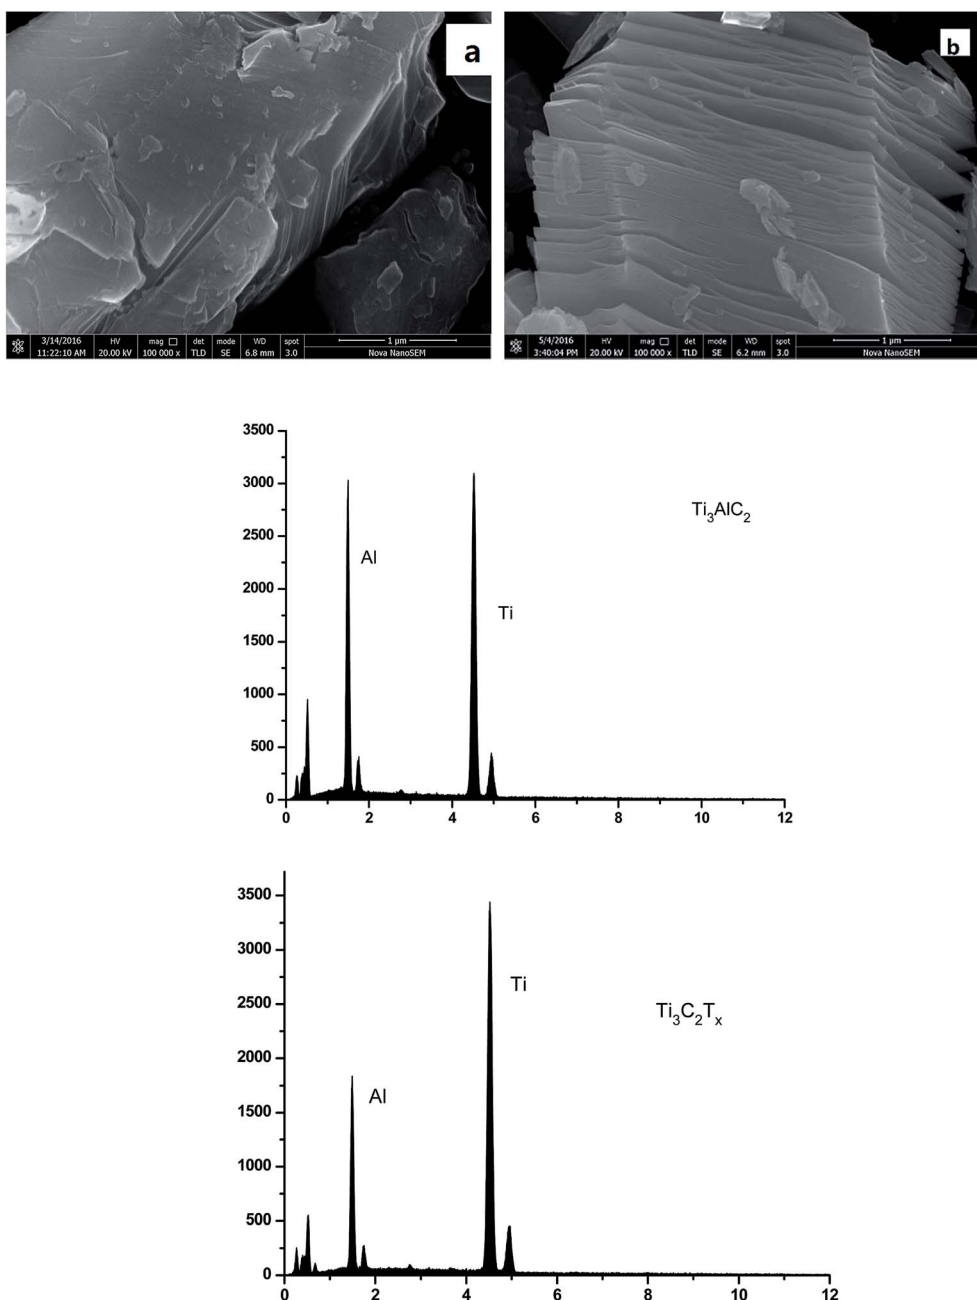 a
b
3/14/2016 HV mag det mode WD spot 1 µm
11:22:10 AM 20.00 kV 100 000 x TLD SE 6.8 mm 3.0 Nova NanoSEM
5/4/2016 HV mag det mode WD spot 1 µm
3:40:04 PM 20.00 kV 100 000 x TLD SE 6.2 mm 3.0 Nova NanoSEM
3500
3000
2500
2000
1500
1000
500
0
Al
Ti
Ti₃AlC₂
0 2 4 6 8 10 12
3500
3000
2500
2000
1500
1000
500
0
Ti
Al
Ti₃C₂Tₓ
0 2 4 6 8 10 12